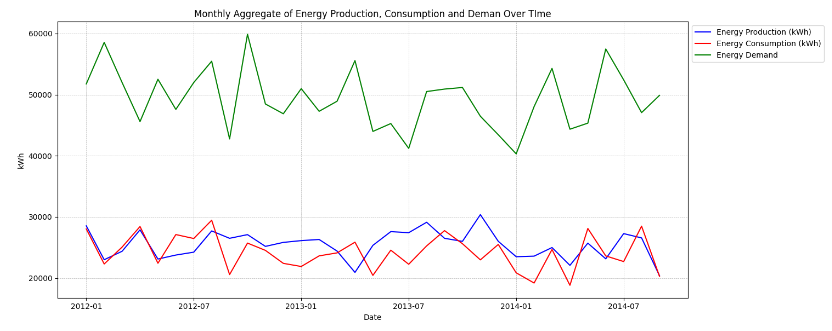 Monthly Aggregate of Energy Production, Consumption and Deman Over TIme
Energy Production (kWh)
Energy Consumption (kWh)
Energy Demand
60000
50000
40000
30000
20000
kWh
2012-01
2012-07
2013-01
2013-07
2014-01
2014-07
Date